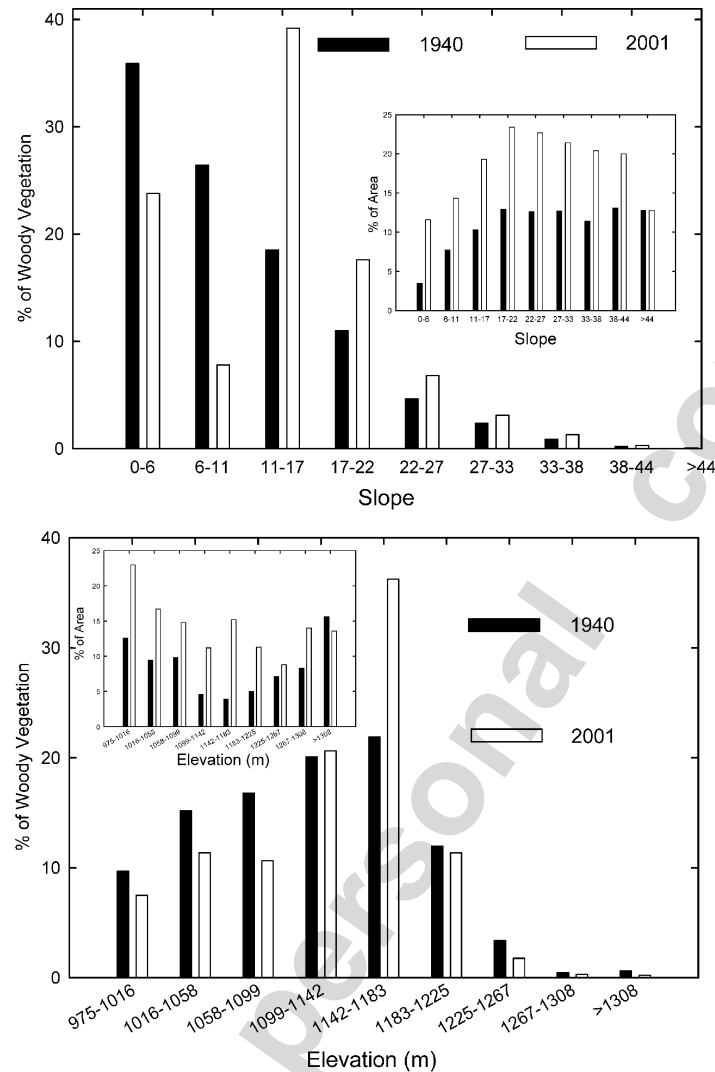 40
30
20
10
0
% of Woody Vegetation
1940
2001
25
20
15
10
5
0
% of Area
0-6 6-11 11-17 17-22 22-27 27-33 33-38 38-44 >44
Slope
0-6 6-11 11-17 17-22 22-27 27-33 33-38 38-44 >44
Slope
40
30
20
10
0
% of Woody Vegetation
25
20
15
10
5
0
% of Area
975-1016 1016-1058 1058-1099 1099-1142 1142-1183 1183-1225 1225-1267 1267-1308 >1308
Elevation (m)
1940
2001
975-1016 1016-1058 1058-1099 1099-1142 1142-1183 1183-1225 1225-1267 1267-1308 >1308
Elevation (m)
personal
co